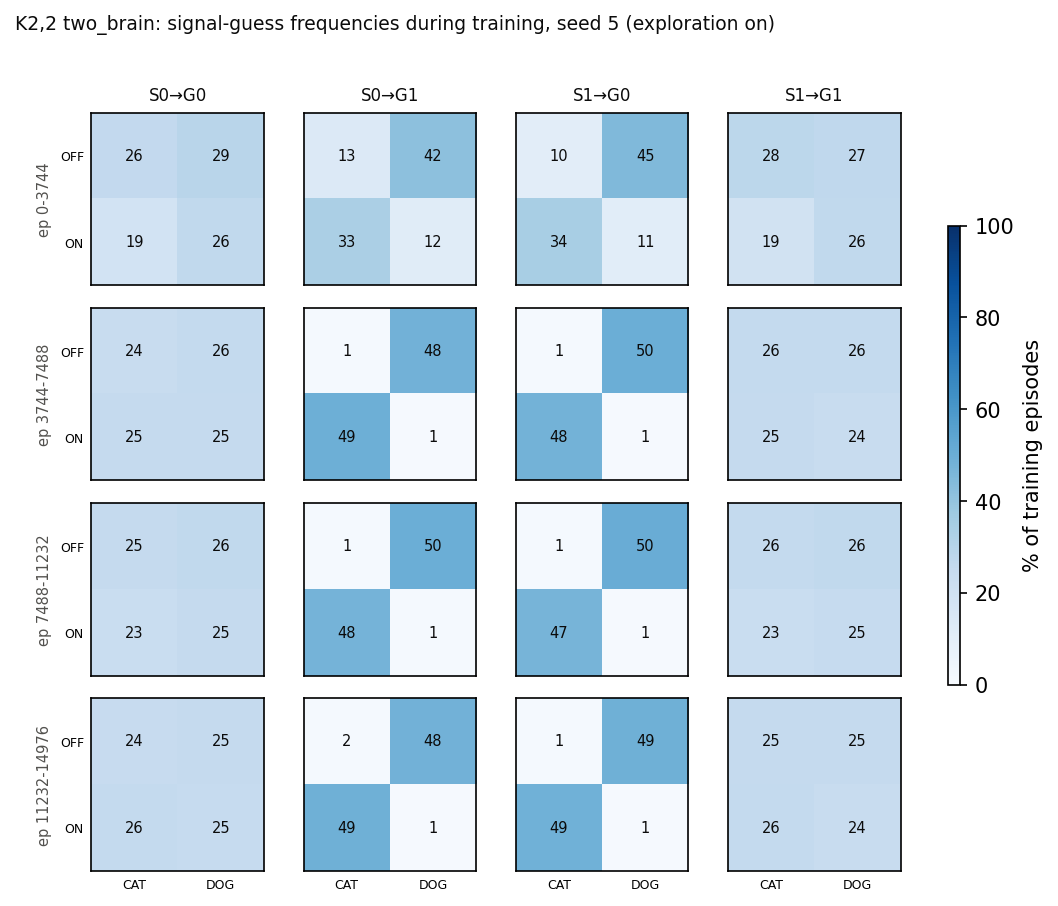 K2,2 two_brain: signal-guess frequencies during training, seed 5 (exploration on)
S0→G0 S0→G1 S1→G0 S1→G1
ep 0-3744
OFF 26 29 13 42 10 45 28 27
ON 19 26 33 12 34 11 19 26
ep 3744-7488
OFF 24 26 1 48 1 50 26 26
ON 25 25 49 1 48 1 25 24
ep 7488-11232
OFF 25 26 1 50 1 50 26 26
ON 23 25 48 1 47 1 23 25
ep 11232-14976
OFF 24 25 2 48 1 49 25 25
ON 26 25 49 1 49 1 26 24
CAT DOG CAT DOG CAT DOG CAT DOG
100
80
60
40
20
0
% of training episodes